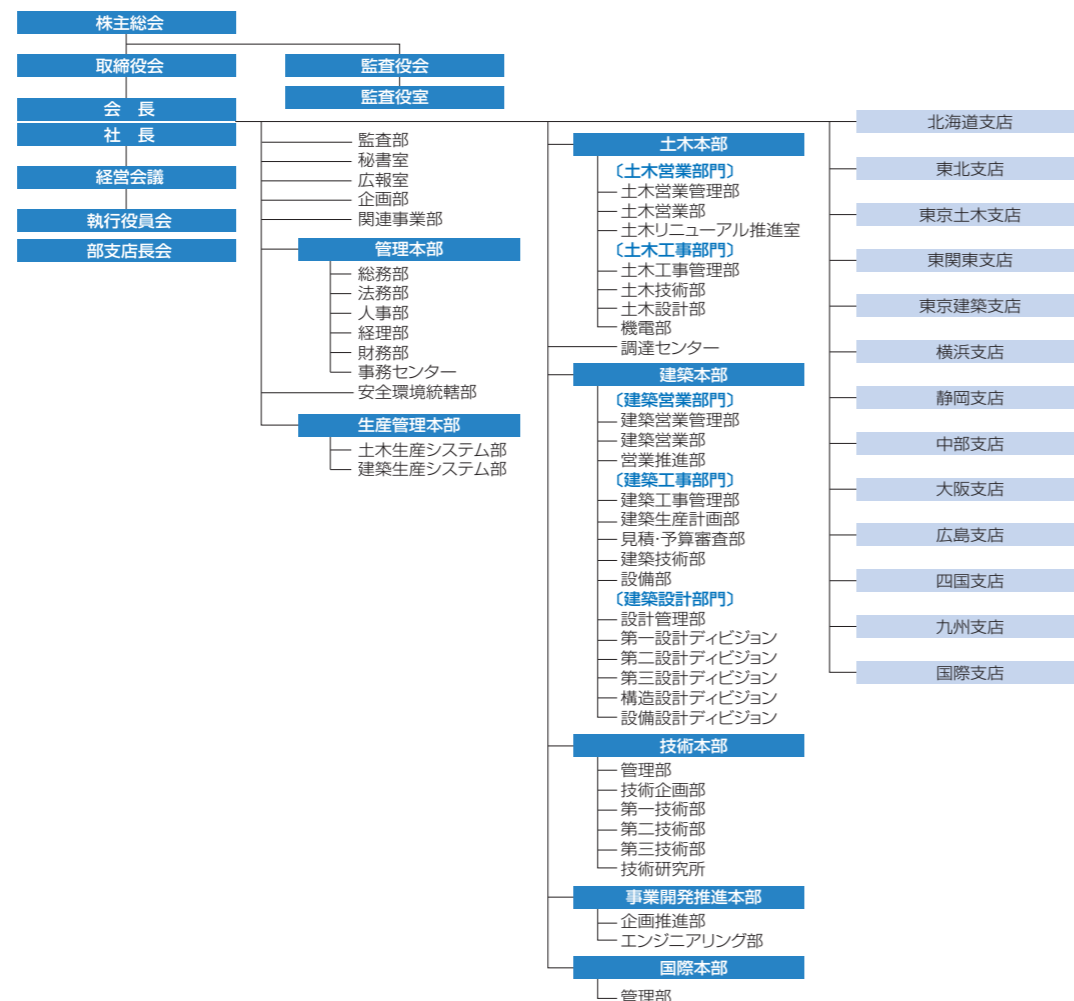 株主総会
取締役会
監査役会
監査役室
会 長
社 長
経営会議
執行役員会
部支店長会
監査部
秘書室
広報室
企画部
関連事業部
管理本部
総務部
法務部
人事部
経理部
財務部
事務センター
安全環境統轄部
生産管理本部
土木生産システム部
建築生産システム部
土木本部
〔土木営業部門〕
土木営業管理部
土木営業部
土木リニューアル推進室
〔土木工事部門〕
土木工事管理部
土木技術部
土木設計部
機電部
調達センター
建築本部
〔建築営業部門〕
建築営業管理部
建築営業部
営業推進部
〔建築工事部門〕
建築工事管理部
建築生産計画部
見積・予算審査部
建築技術部
設備部
〔建築設計部門〕
設計管理部
第一設計ディビジョン
第二設計ディビジョン
第三設計ディビジョン
構造設計ディビジョン
設備設計ディビジョン
技術本部
管理部
技術企画部
第一技術部
第二技術部
第三技術部
技術研究所
事業開発推進本部
企画推進部
エンジニアリング部
国際本部
管理部
北海道支店
東北支店
東京土木支店
東関東支店
東京建築支店
横浜支店
静岡支店
中部支店
大阪支店
広島支店
四国支店
九州支店
国際支店